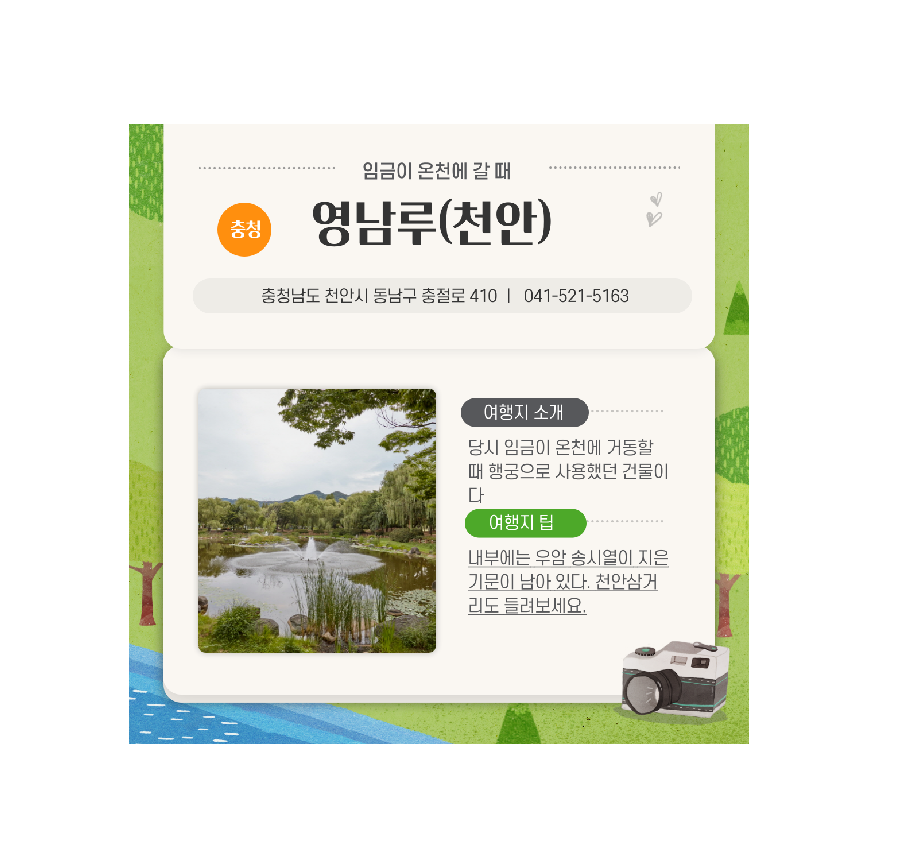 임금이 온천에 갈 때
충청
영남루(천안)
충청남도 천안시 동남구 충절로 410 | 041-521-5163
여행지 소개
당시 임금이 온천에 거동할
때 행궁으로 사용했던 건물이
다
여행지 팁
내부에는 우암 송시열이 지은
기문이 남아 있다. 천안삼거
리도 들려보세요.